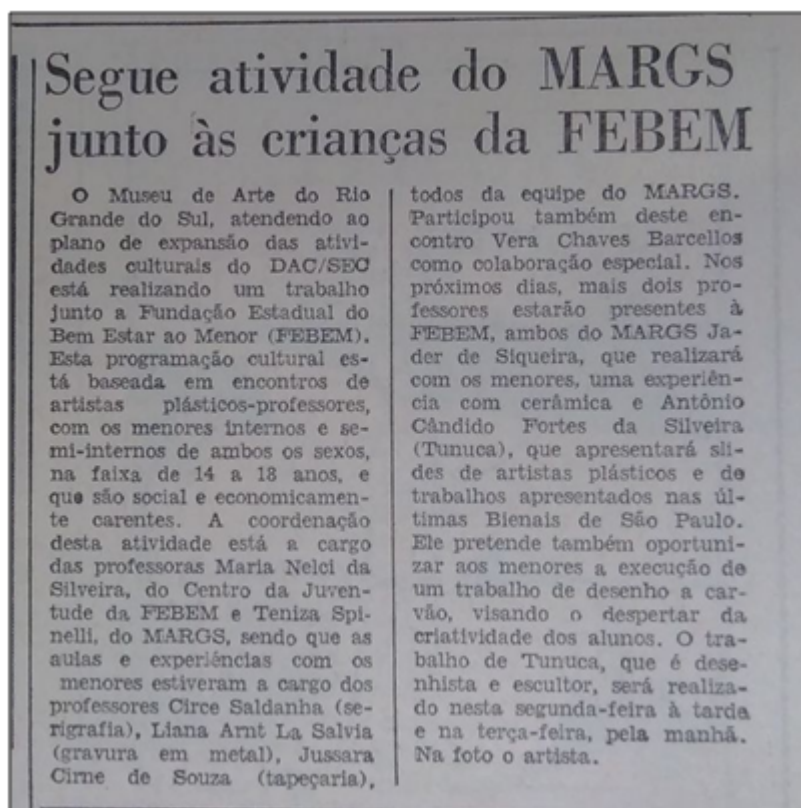 Segue atividade do MARGS
junto às crianças da FEBEM
O Museu de Arte do Rio
Grande do Sul, atendendo ao
plano de expansão das ativi-
dades culturais do DAC/SEC
está realizando um trabalho
junto a Fundação Estadual do
Bem Estar ao Menor (FEBEM).
Esta programação cultural es-
tá baseada em encontros de
artistas plásticos-professores,
com os menores internos e se-
mi-internos de ambos os sexos,
na faixa de 14 a 18 anos, e
que são social e economicamen-
te carentes. A coordenação
desta atividade está a cargo
das professoras Maria Nelci da
Silveira, do Centro da Juven-
tude da FEBEM e Teniza Spi-
nelli, do MARGS, sendo que as
aulas e experiências com os
menores estiveram a cargo dos
professores Circe Saldanha (se-
rigrafia), Liana Arnt La Salvia
(gravura em metal), Jussara
Cirne de Souza (tapeçaria),
todos da equipe do MARGS.
Participou também deste en-
contro Vera Chaves Barcellos
como colaboração especial. Nos
próximos dias, mais dois pro-
fessores estarão presentes à
FEBEM, ambos do MARGS Ja-
der de Siqueira, que realizará
com os menores, uma experiên-
cia com cerâmica e Antônio
Cândido Fortes da Silveira
(Tunuca), que apresentará sli-
des de artistas plásticos e de
trabalhos apresentados nas úl-
timas Bienais de São Paulo.
Ele pretende também oportuni-
zar aos menores a execução de
um trabalho de desenho a car-
vão, visando o despertar da
criatividade dos alunos. O tra-
balho de Tunuca, que é dese-
nhista e escultor, será realiza-
do nesta segunda-feira à tarde
e na terça-feira, pela manhã.
Na foto o artista.